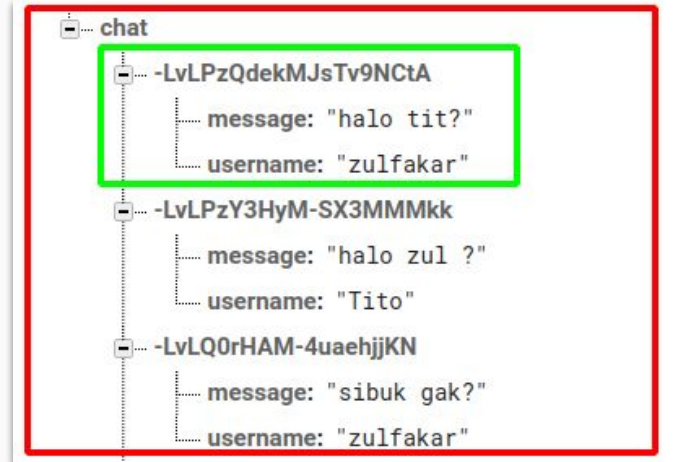 chat
-LvLPzQdekMJsTv9NCtA
message: "halo tit?"
username: "zulfakar"
-LvLPzY3HyM-SX3MMMkk
message: "halo zul ?"
username: "Tito"
-LvLQ0rHAM-4uaehjjKN
message: "sibuk gak?"
username: "zulfakar"